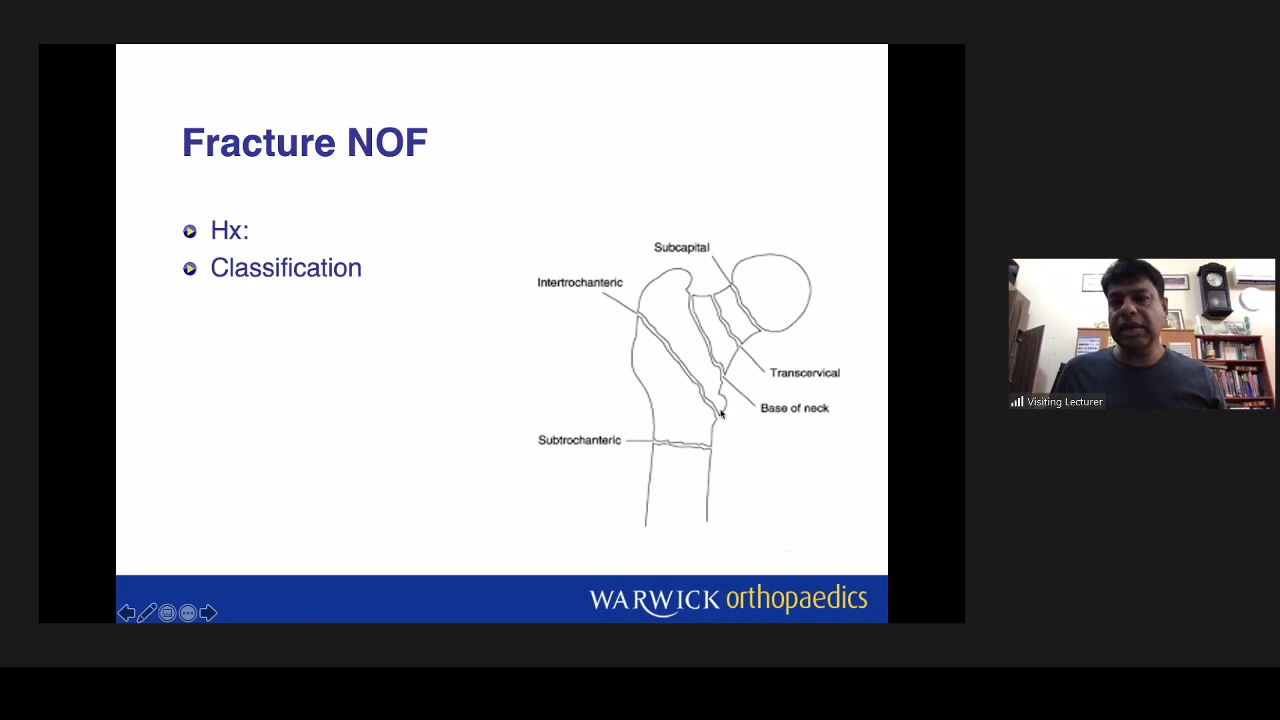 Fracture NOF
Hx:
Classification
Subcapital
Intertrochanteric
Transcervical
Base of neck
Subtrochanteric
WARWICK orthopaedics
Visiting Lecturer